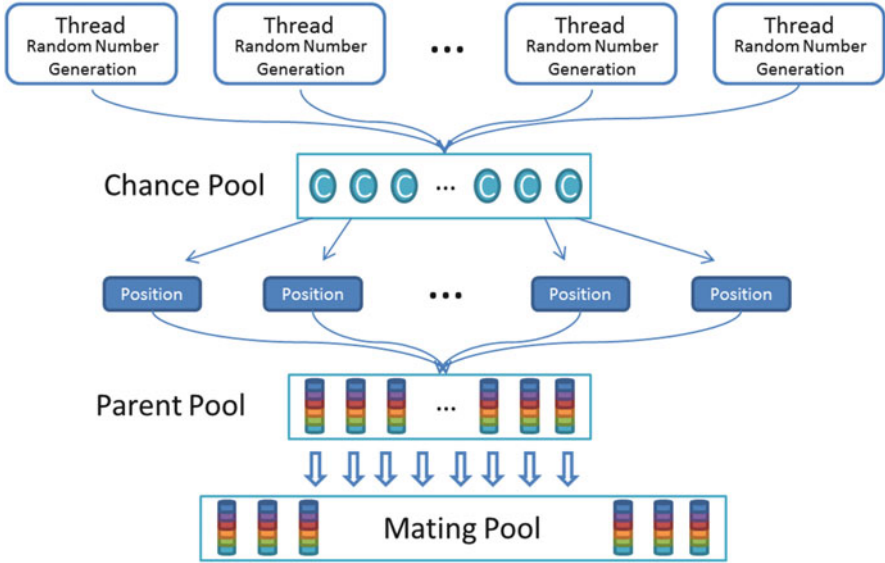 Thread Thread ... Thread Thread
Random Number Random Number Random Number Random Number
Generation Generation Generation Generation
Chance Pool C C C ... C C C
Position Position ... Position Position
Parent Pool ...
Mating Pool